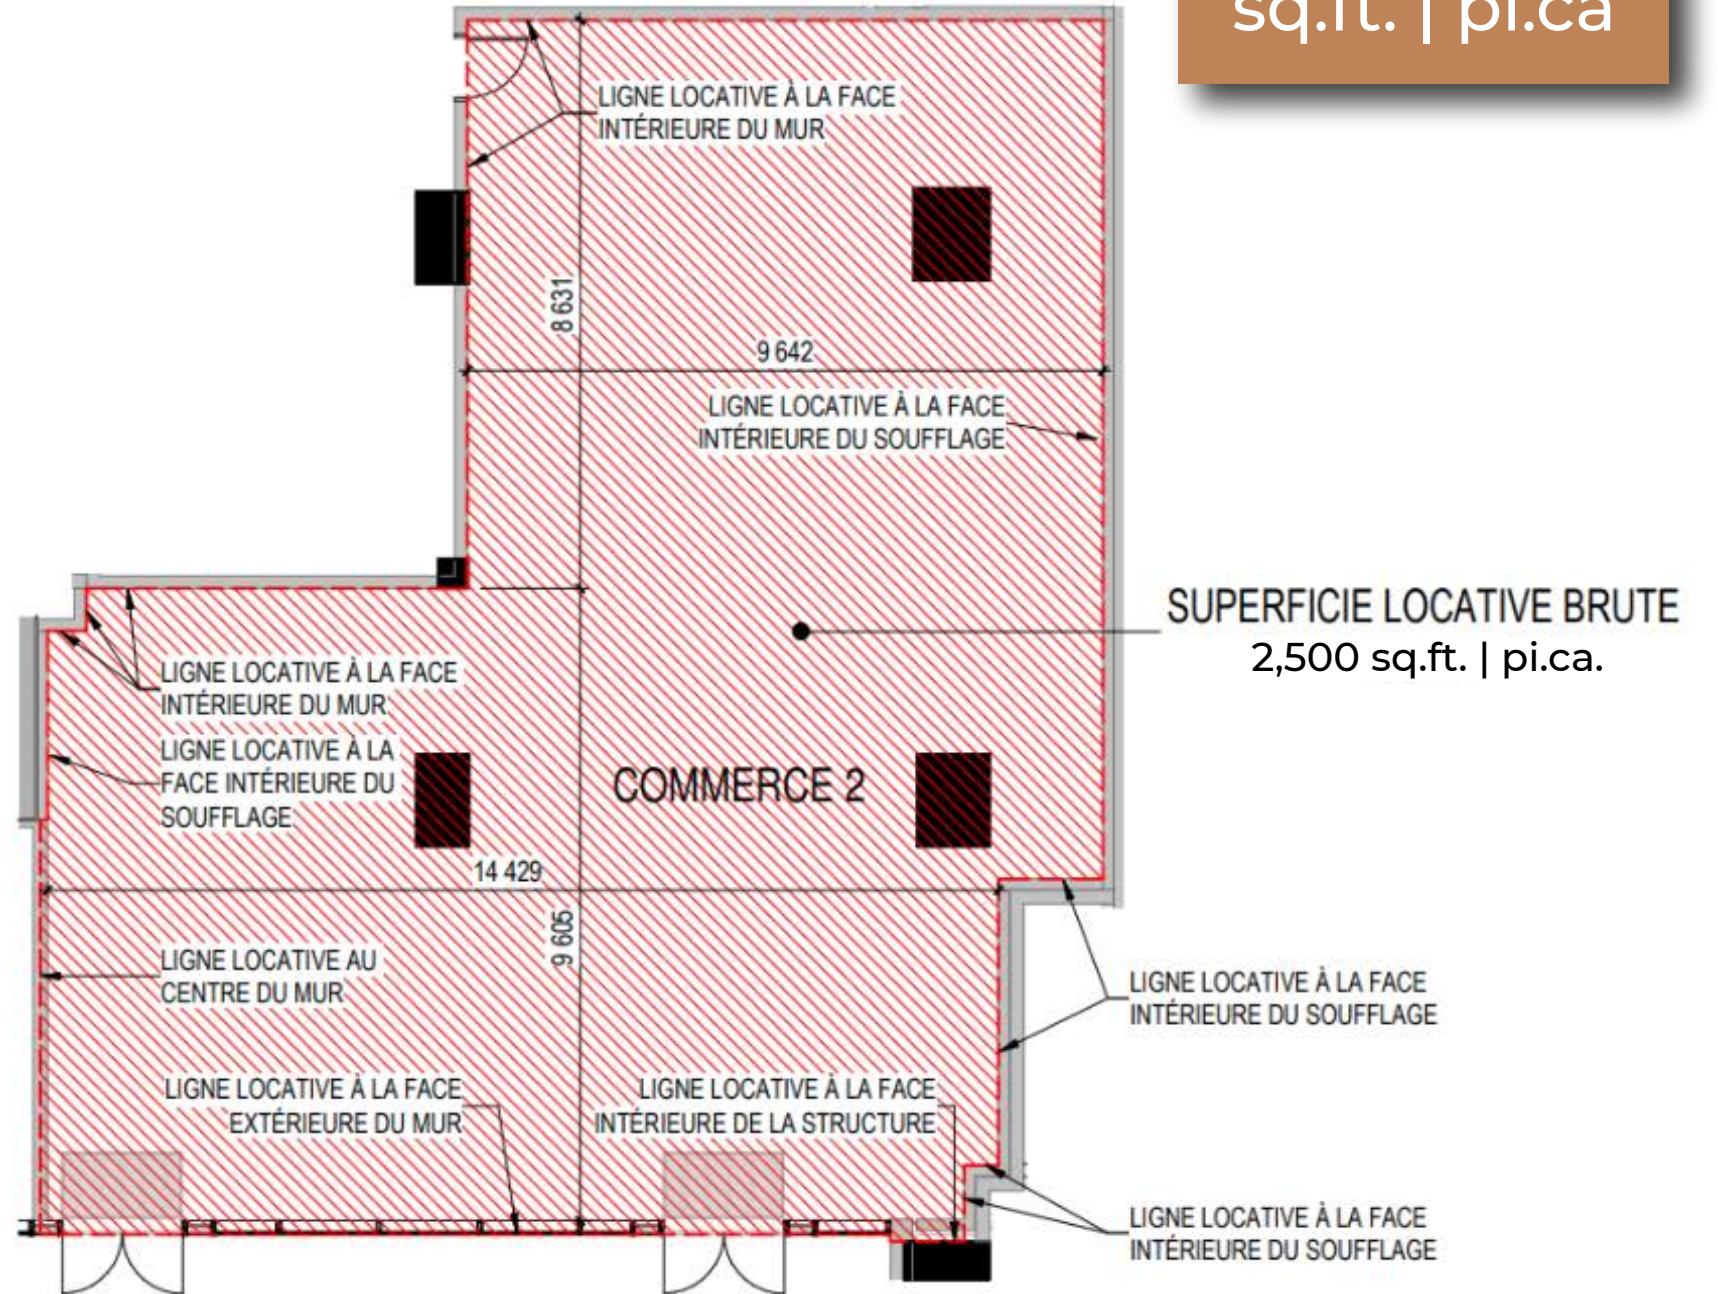 sq.ft. | pi.ca
LIGNE LOCATIVE À LA FACE
INTÉRIEURE DU MUR
8 631
9 642
LIGNE LOCATIVE À LA FACE
INTÉRIEURE DU SOUFFLAGE
SUPERFICIE LOCATIVE BRUTE
2,500 sq.ft. | pi.ca.
LIGNE LOCATIVE À LA FACE
INTÉRIEURE DU MUR
LIGNE LOCATIVE À LA
FACE INTÉRIEURE DU
SOUFFLAGE
COMMERCE 2
14 429
9 605
LIGNE LOCATIVE AU
CENTRE DU MUR
LIGNE LOCATIVE À LA FACE
INTÉRIEURE DU SOUFFLAGE
LIGNE LOCATIVE À LA FACE
EXTÉRIEURE DU MUR
LIGNE LOCATIVE À LA FACE
INTÉRIEURE DE LA STRUCTURE
LIGNE LOCATIVE À LA FACE
INTÉRIEURE DU SOUFFLAGE